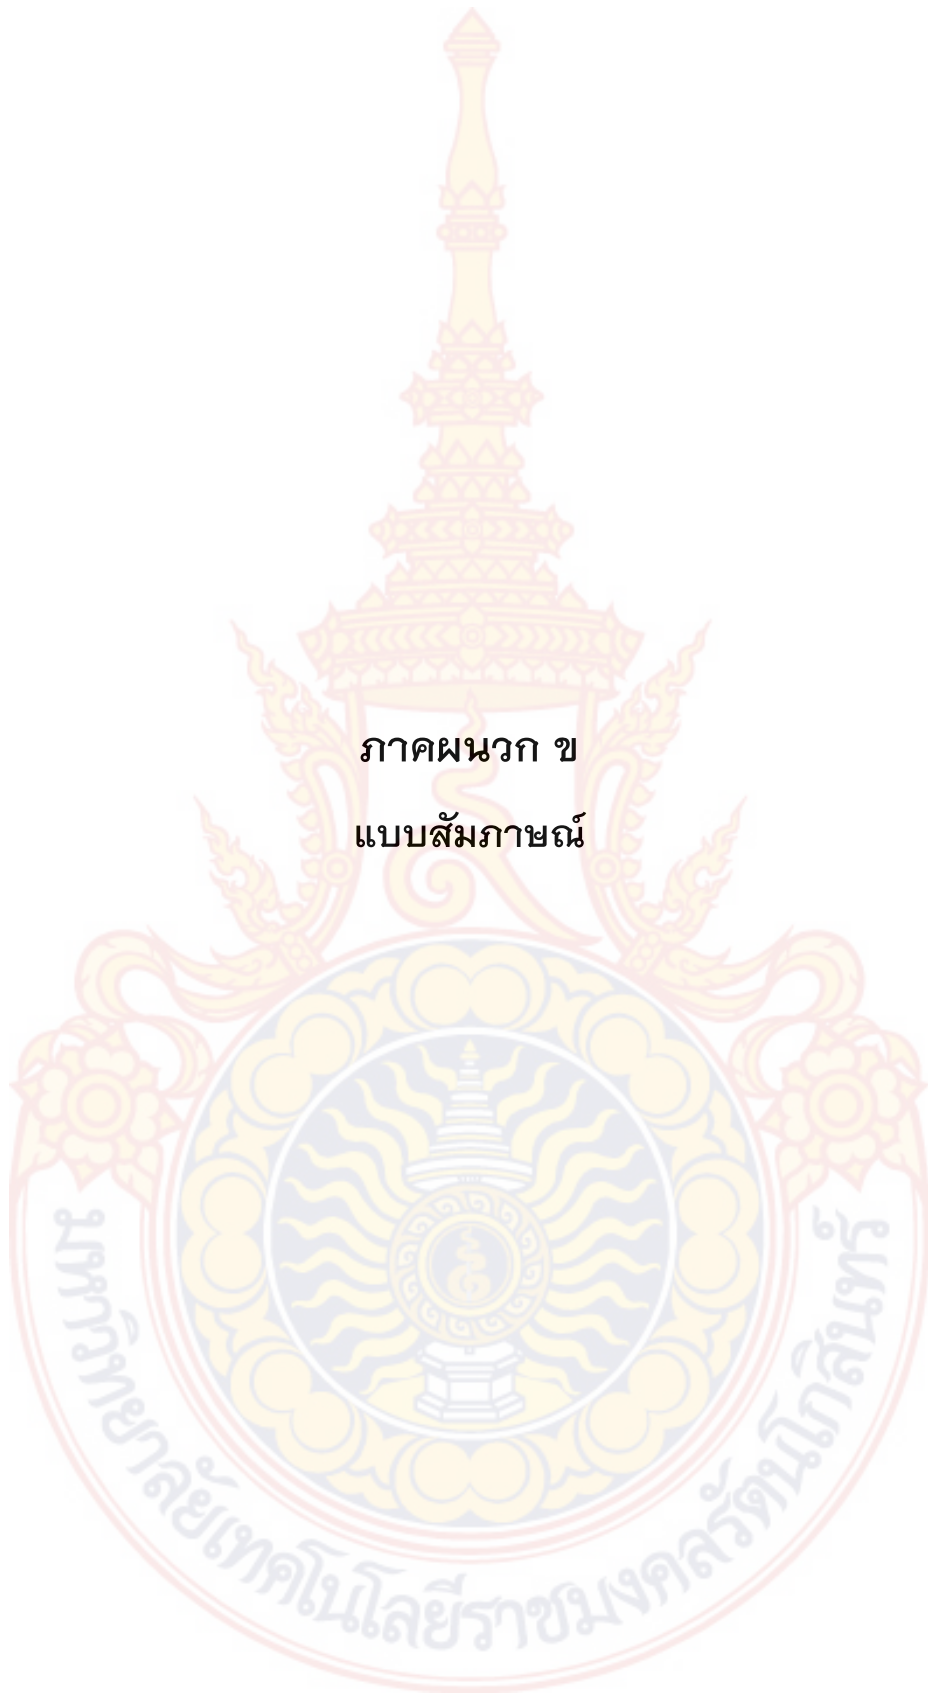 ภาคผนวก ข
แบบสัมภาษณ์
มหาวิทยาลัยเทคโนโลยีราชมงคลรัตนโกสินทร์